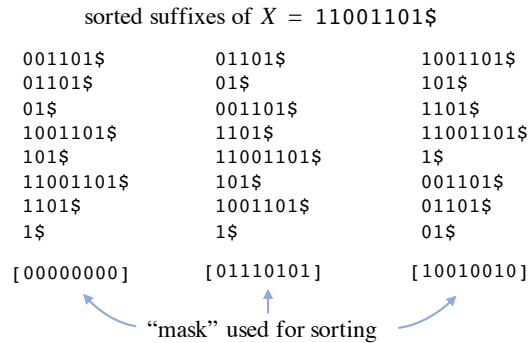 sorted suffixes of X = 11001101$
001101$ 01101$ 1001101$
01101$ 01$ 101$
01$ 001101$ 1101$
1001101$ 1101$ 11001101$
101$ 11001101$ 1$
11001101$ 101$ 001101$
1101$ 1001101$ 01101$
1$ 1$ 01$
[00000000] [01110101] [10010010]
“mask” used for sorting